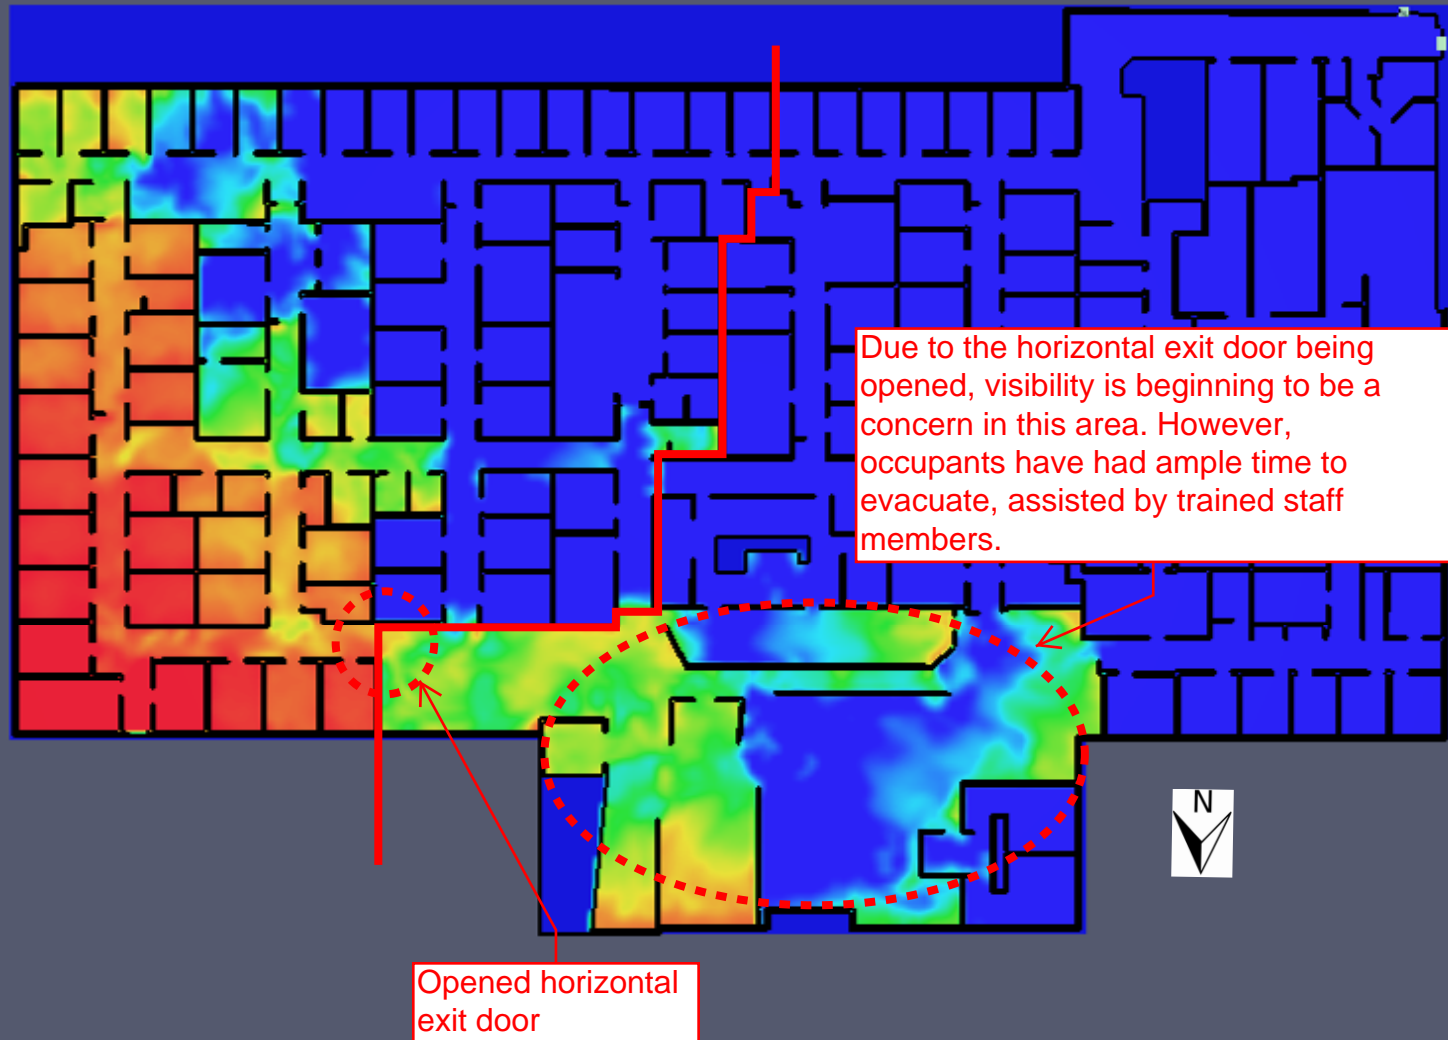 Due to the horizontal exit door being
opened, visibility is beginning to be a
concern in this area. However,
occupants have had ample time to
evacuate, assisted by trained staff
members.
N
Opened horizontal
exit door